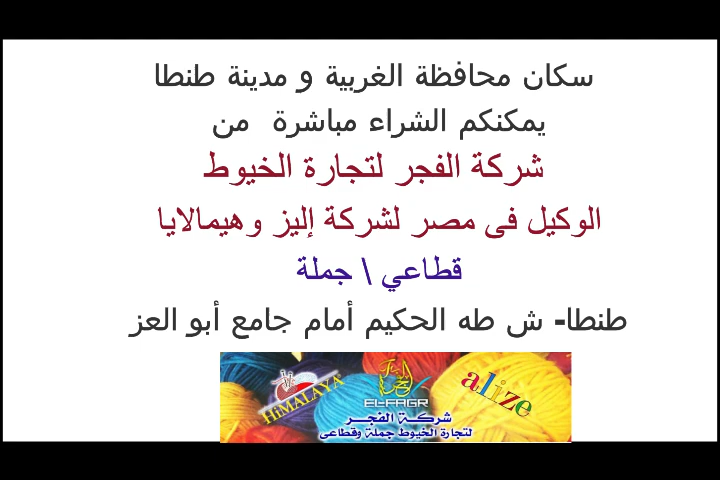 سكان محافظة الغربية و مدينة طنطا
يمكنكم الشراء مباشرة من
شركة الفجر لتجارة الخيوط
الوكيل فى مصر لشركة إليز وهيمالايا
قطاعي \ جملة
طنطا- ش طه الحكيم أمام جامع أبو العز
HiMALAYA
الفجر
EL-FAGR
alize
شركة الفجر
لتجارة الخيوط جملة وقطاعى